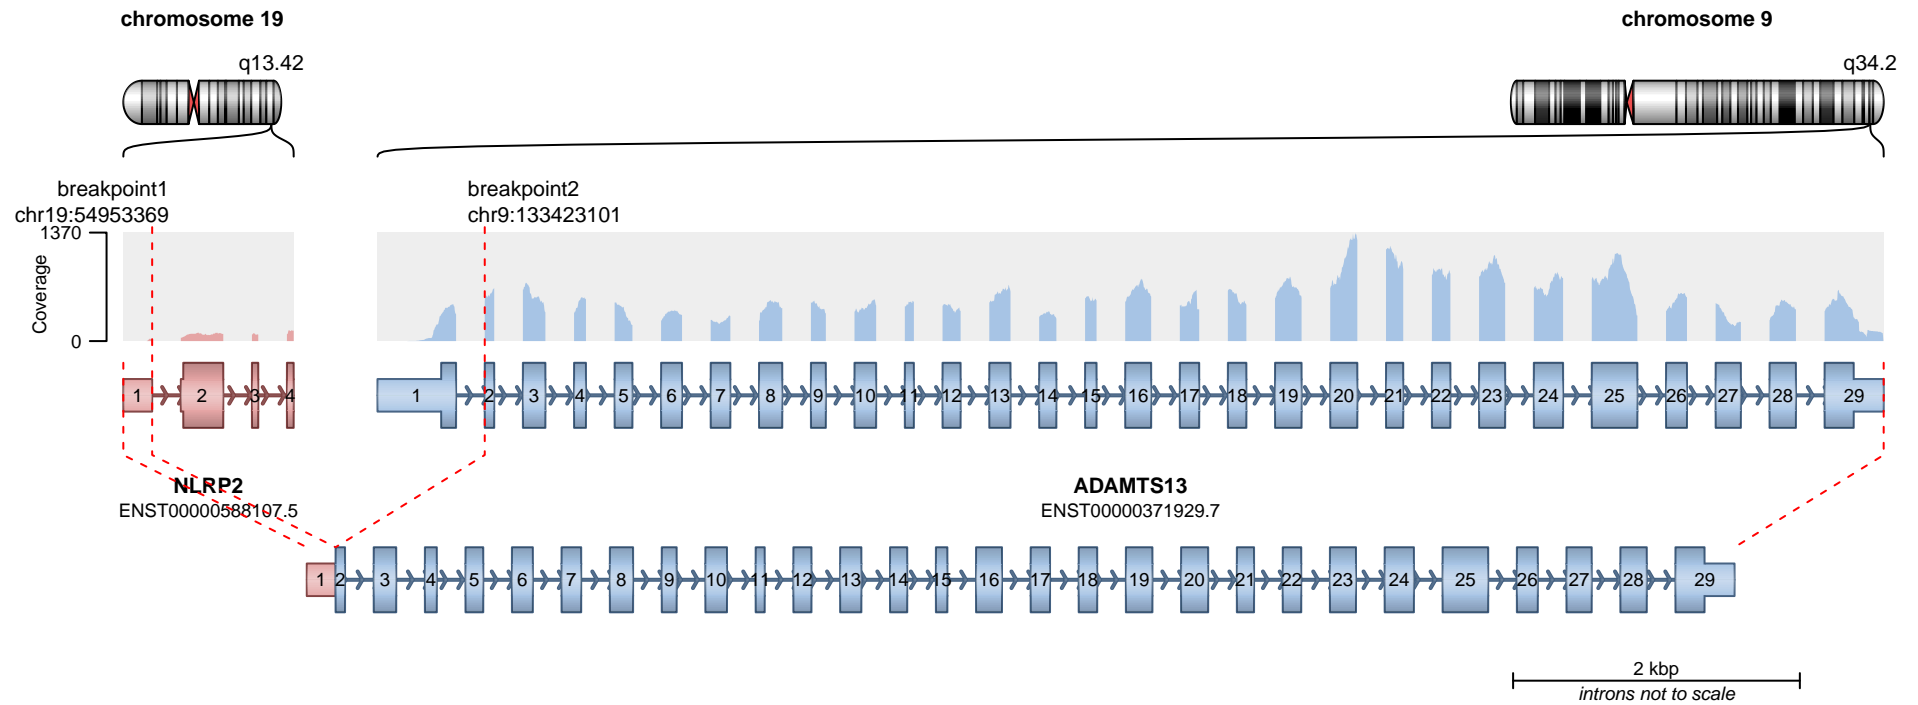 chromosome 19
chromosome 9
q13.42
q34.2
breakpoint1
chr19:54953369
breakpoint2
chr9:133423101
1370
Coverage
0
1 2 3 4
1 2 3 4 5 6 7 8 9 10 11 12 13 14 15 16 17 18 19 20 21 22 23 24 25 26 27 28 29
NLRP2
ENST00000588107.5
ADAMTS13
ENST00000371929.7
1 2 3 4 5 6 7 8 9 10 11 12 13 14 15 16 17 18 19 20 21 22 23 24 25 26 27 28 29
2 kbp
introns not to scale